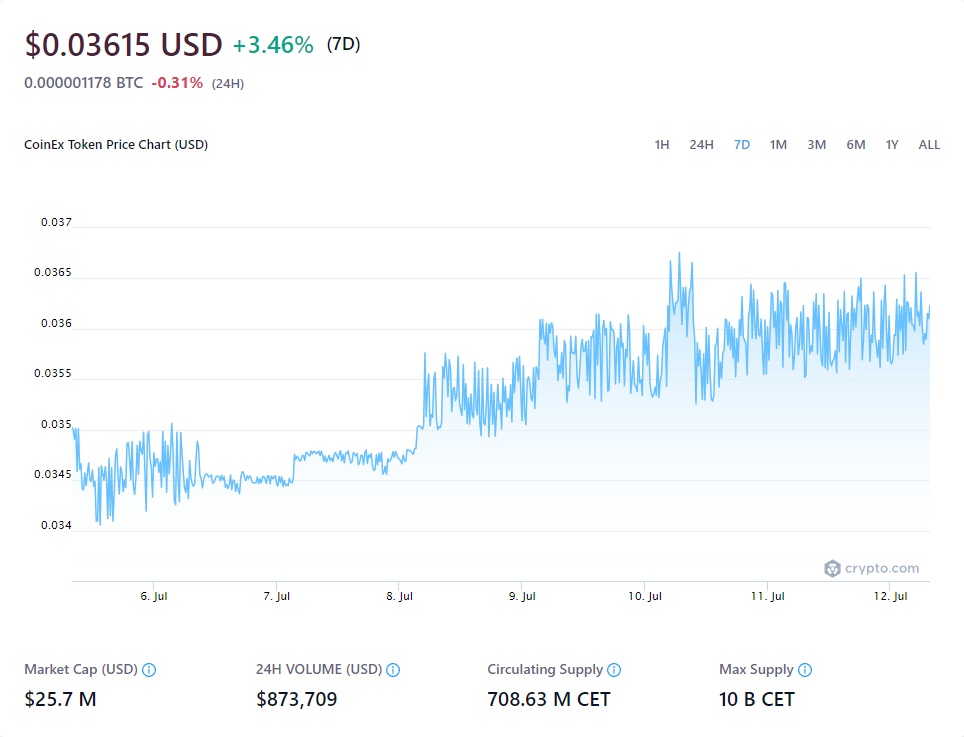 $0.03615 USD +3.46% (7D)
0.000001178 BTC -0.31% (24H)
CoinEx Token Price Chart (USD) 1H 24H 7D 1M 3M 6M 1Y ALL
0.037
0.0365
0.036
0.0355
0.035
0.0345
0.034
crypto.com
6. Jul 7. Jul 8. Jul 9. Jul 10. Jul 11. Jul 12. Jul
Market Cap (USD) 24H VOLUME (USD) Circulating Supply Max Supply
$25.7 M $873,709 708.63 M CET 10 B CET